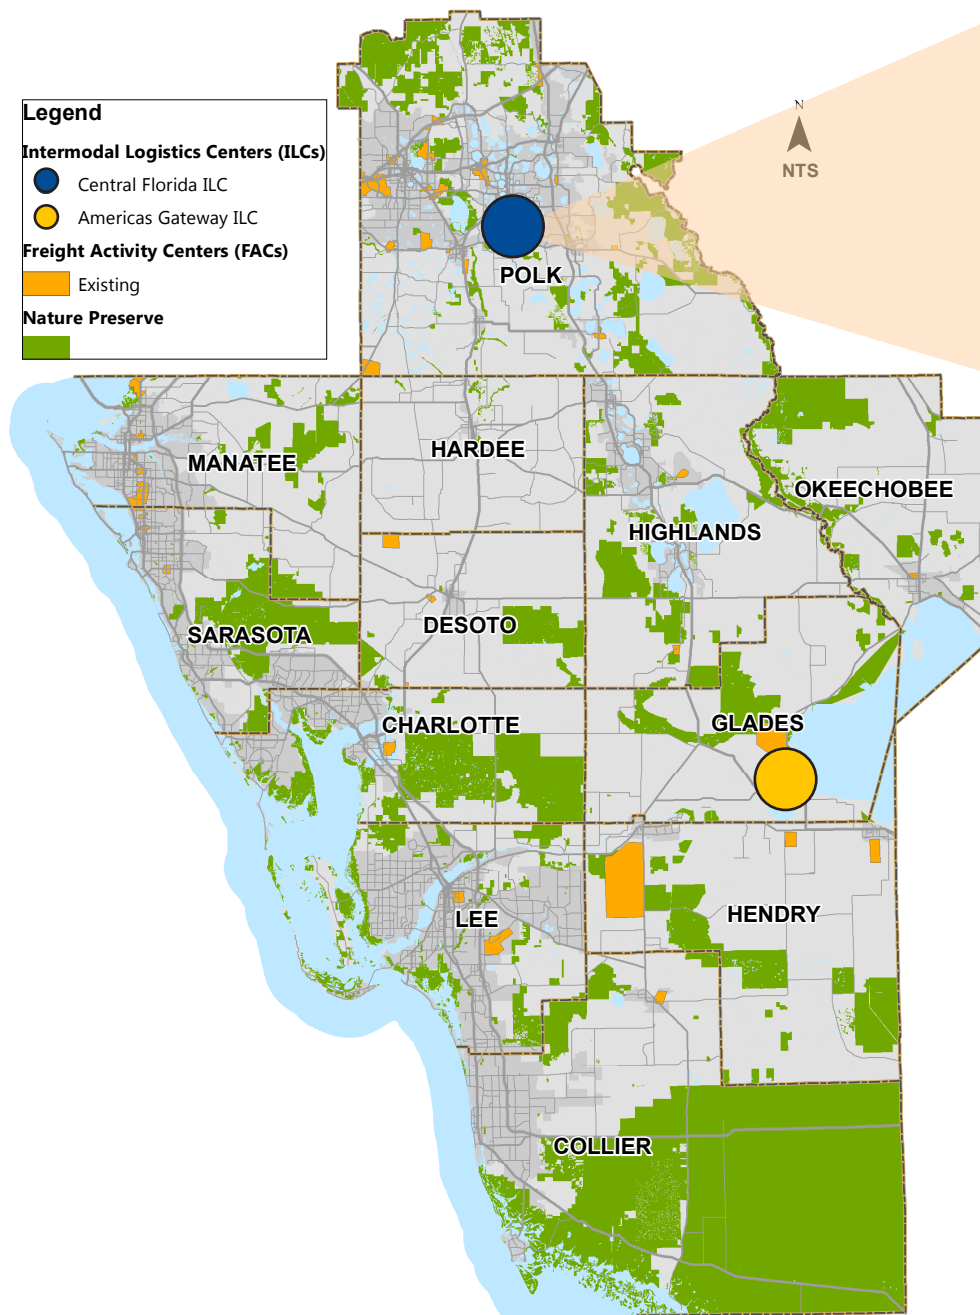 Legend
Intermodal Logistics Centers (ILCs)
Central Florida ILC
Americas Gateway ILC
Freight Activity Centers (FACs)
Existing
Nature Preserve
N
NTS
POLK
HARDEE
MANATEE
OKEECHOBEE
HIGHLANDS
DESOTO
SARASOTA
CHARLOTTE
GLADES
LEE
HENDRY
COLLIER